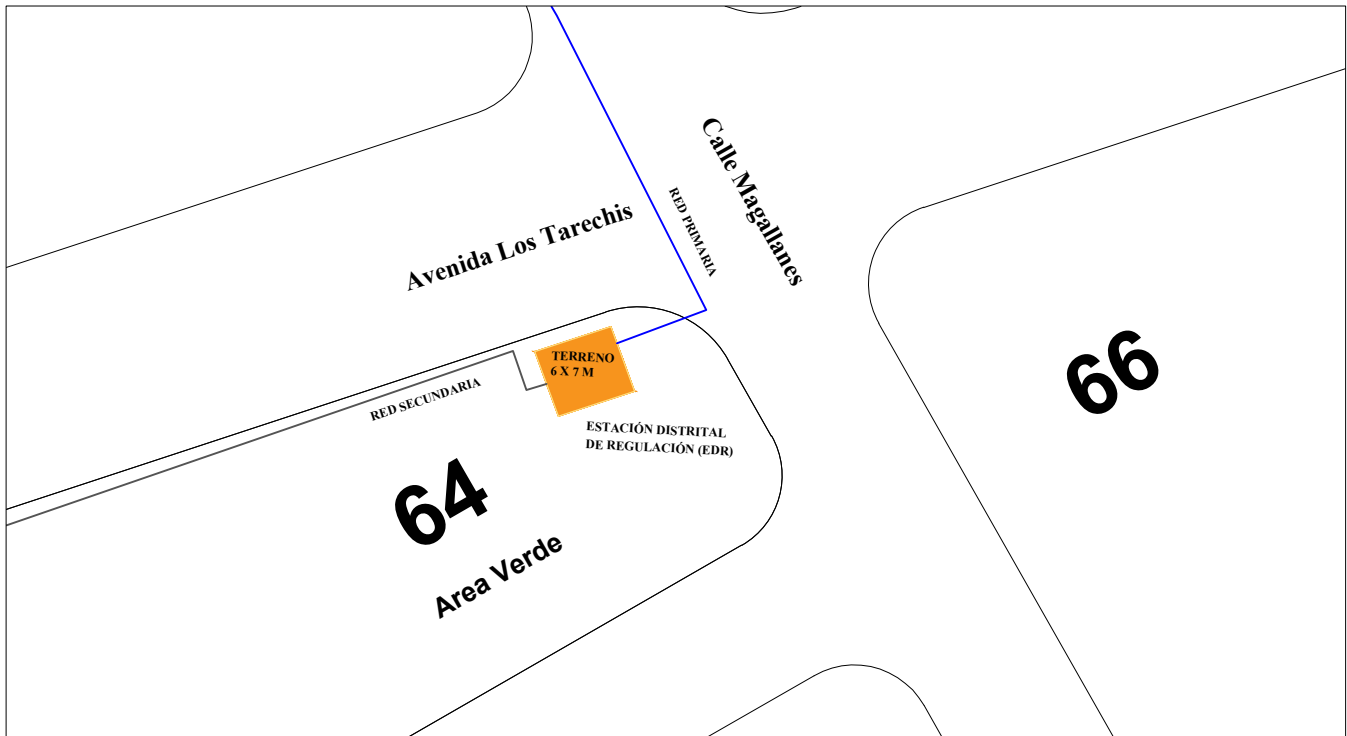 Calle Magallanes
RED PRIMARIA
Avenida Los Tarechis
TERRENO
6 X 7 M
RED SECUNDARIA
ESTACIÓN DISTRITAL
DE REGULACIÓN (EDR)
66
64
Area Verde